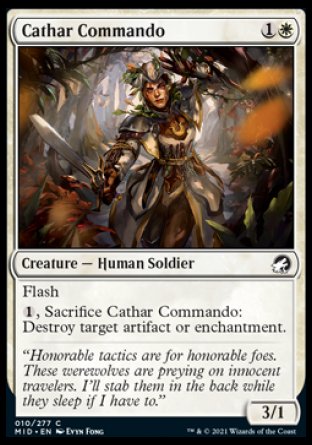 Cathar Commando 1
Creature — Human Soldier
Flash
1, Sacrifice Cathar Commando:
Destroy target artifact or enchantment.
"Honorable tactics are for honorable foes.
These werewolves are preying on innocent
travelers. I'll stab them in the back while
they sleep if I have to."
3/1
010/277 C
MID • EN Evyn Fong
™ & © 2021 Wizards of the Coast